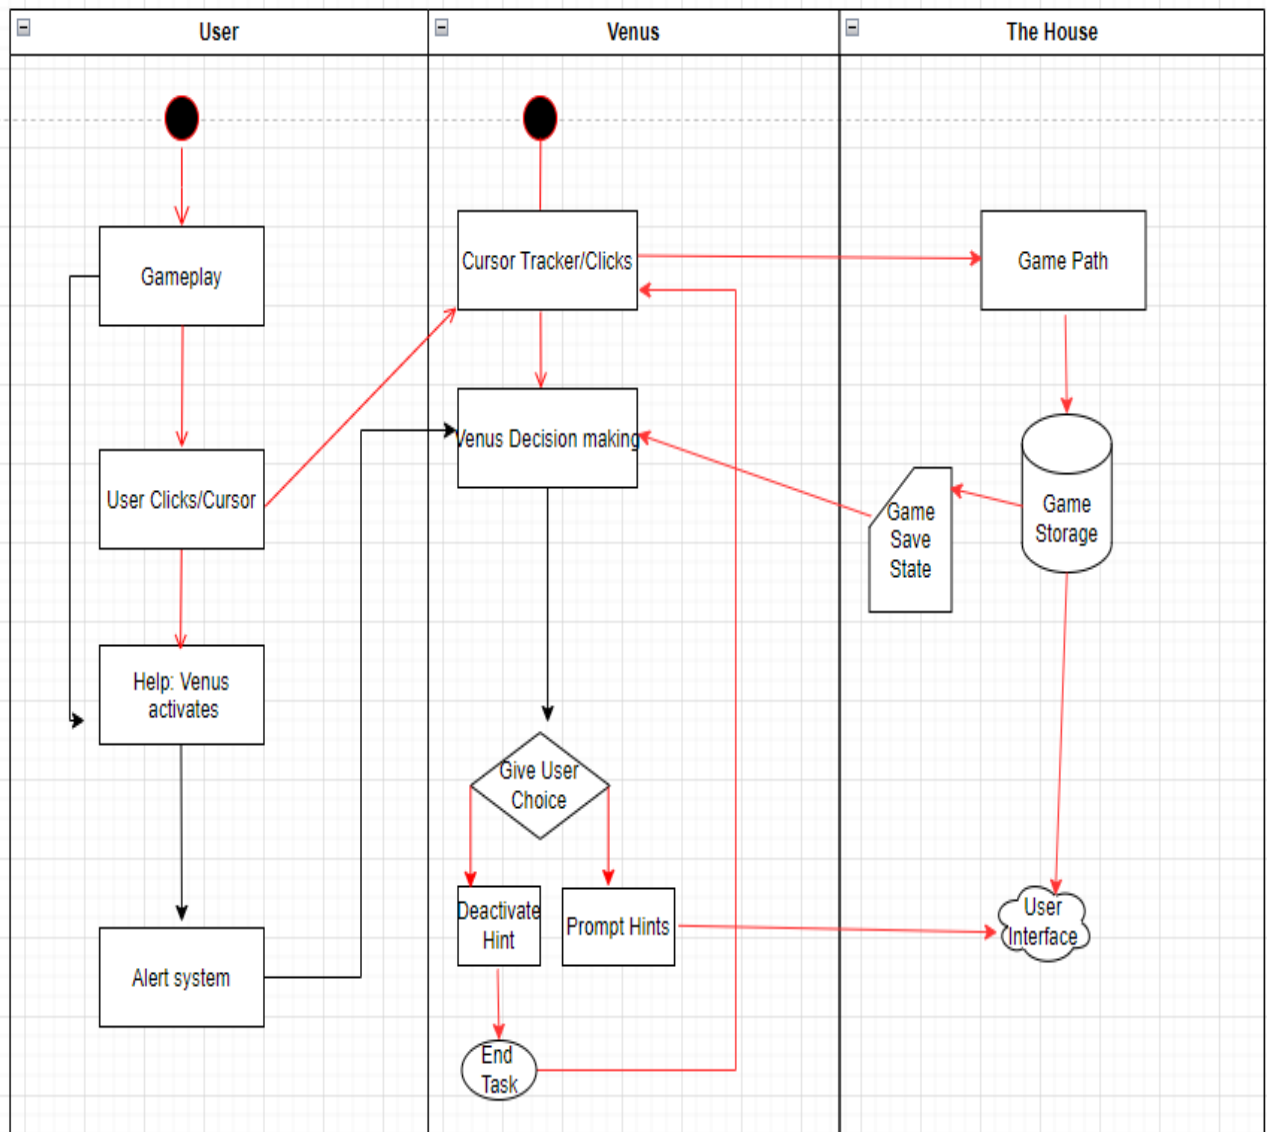 User
Venus
The House
Gameplay
Cursor Tracker/Clicks
Game Path
Venus Decision making
User Clicks/Cursor
Game
Storage
Game
Save
State
Help: Venus
activates
Give User
Choice
Deactivate
Hint
Prompt Hints
User
Interface
Alert system
End
Task